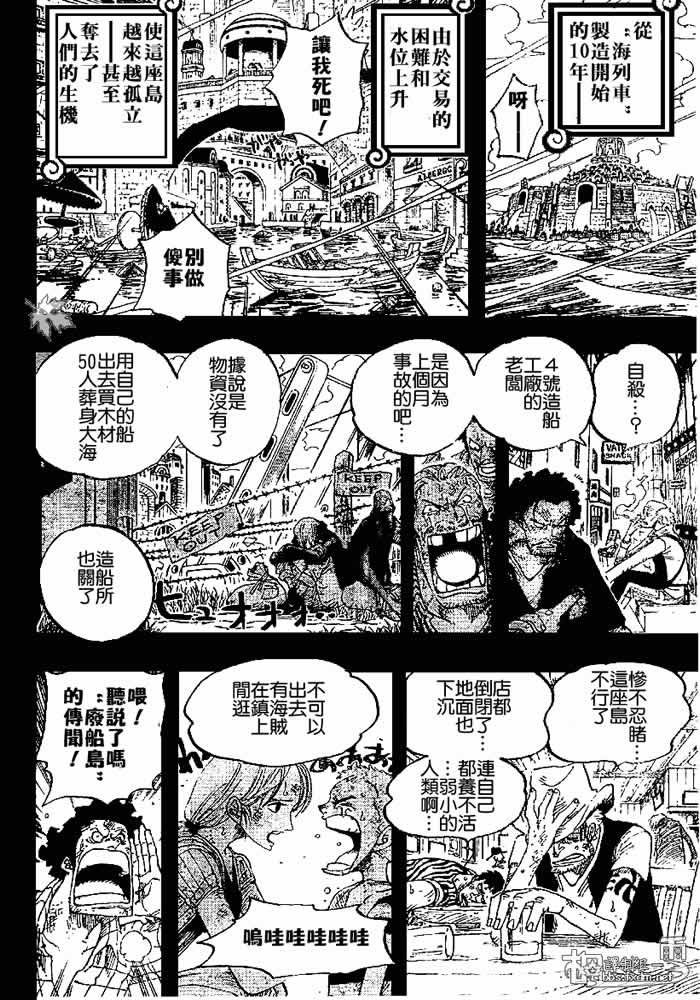 從
“海列車”
製造開始
的10年——
呀——
由於交易的
困難和
水位上升
讓我死吧！
使這座島
越來越孤立
——甚至
奪去了
人們的生機
ALBERGO
別做
傻事
自殺…？
4號造船
工廠的
老闆
是因為
上個月
事故的吧…
據說是
物資沒有了
用自己的船
出去買木材
50人葬身大海
造船所
也關了
KEEP
OUT
KEEP
OUT
ヒュオオオ…
慘不忍睹…
這座島
不行了
店都
倒閉了…
地面也
下沉
連自己
都養不活
…弱小的
人類啊…
不可以
出去
有海賊
在鎮上
閒逛
嗚哇哇哇哇哇
喂！
聽說了嗎
“廢船島”
的傳聞！